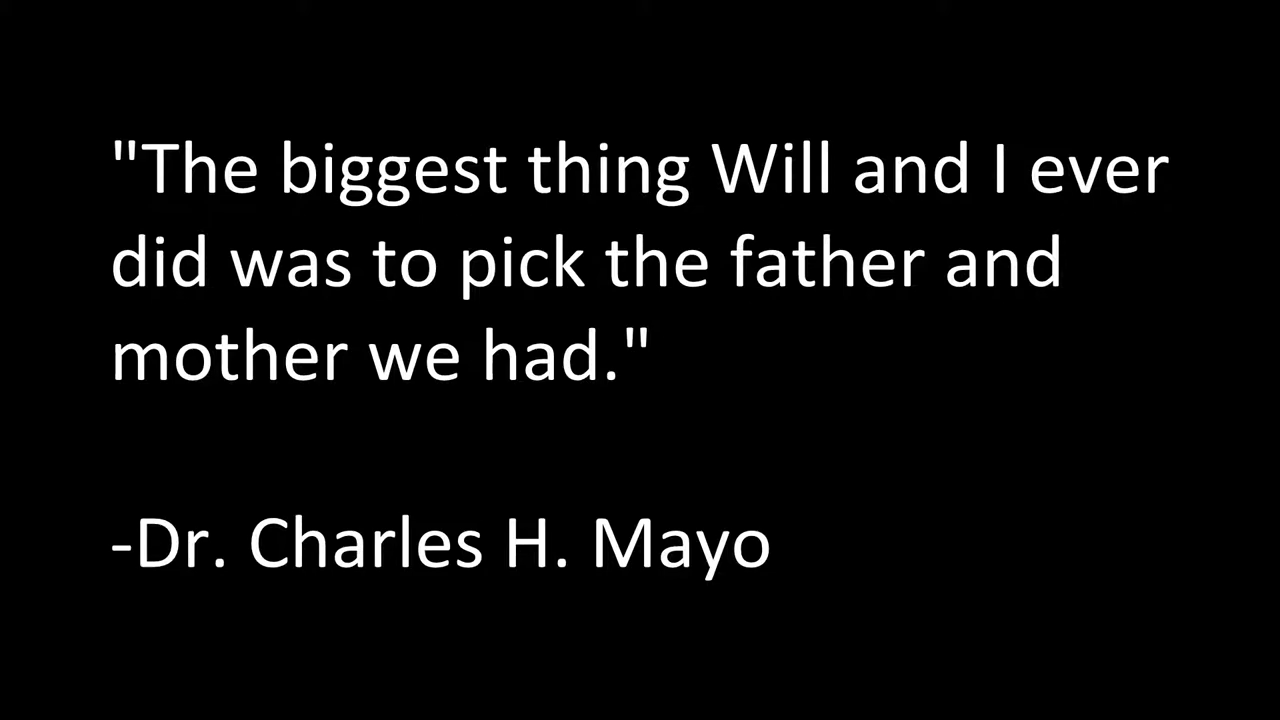 "The biggest thing Will and I ever
did was to pick the father and
mother we had."
-Dr. Charles H. Mayo